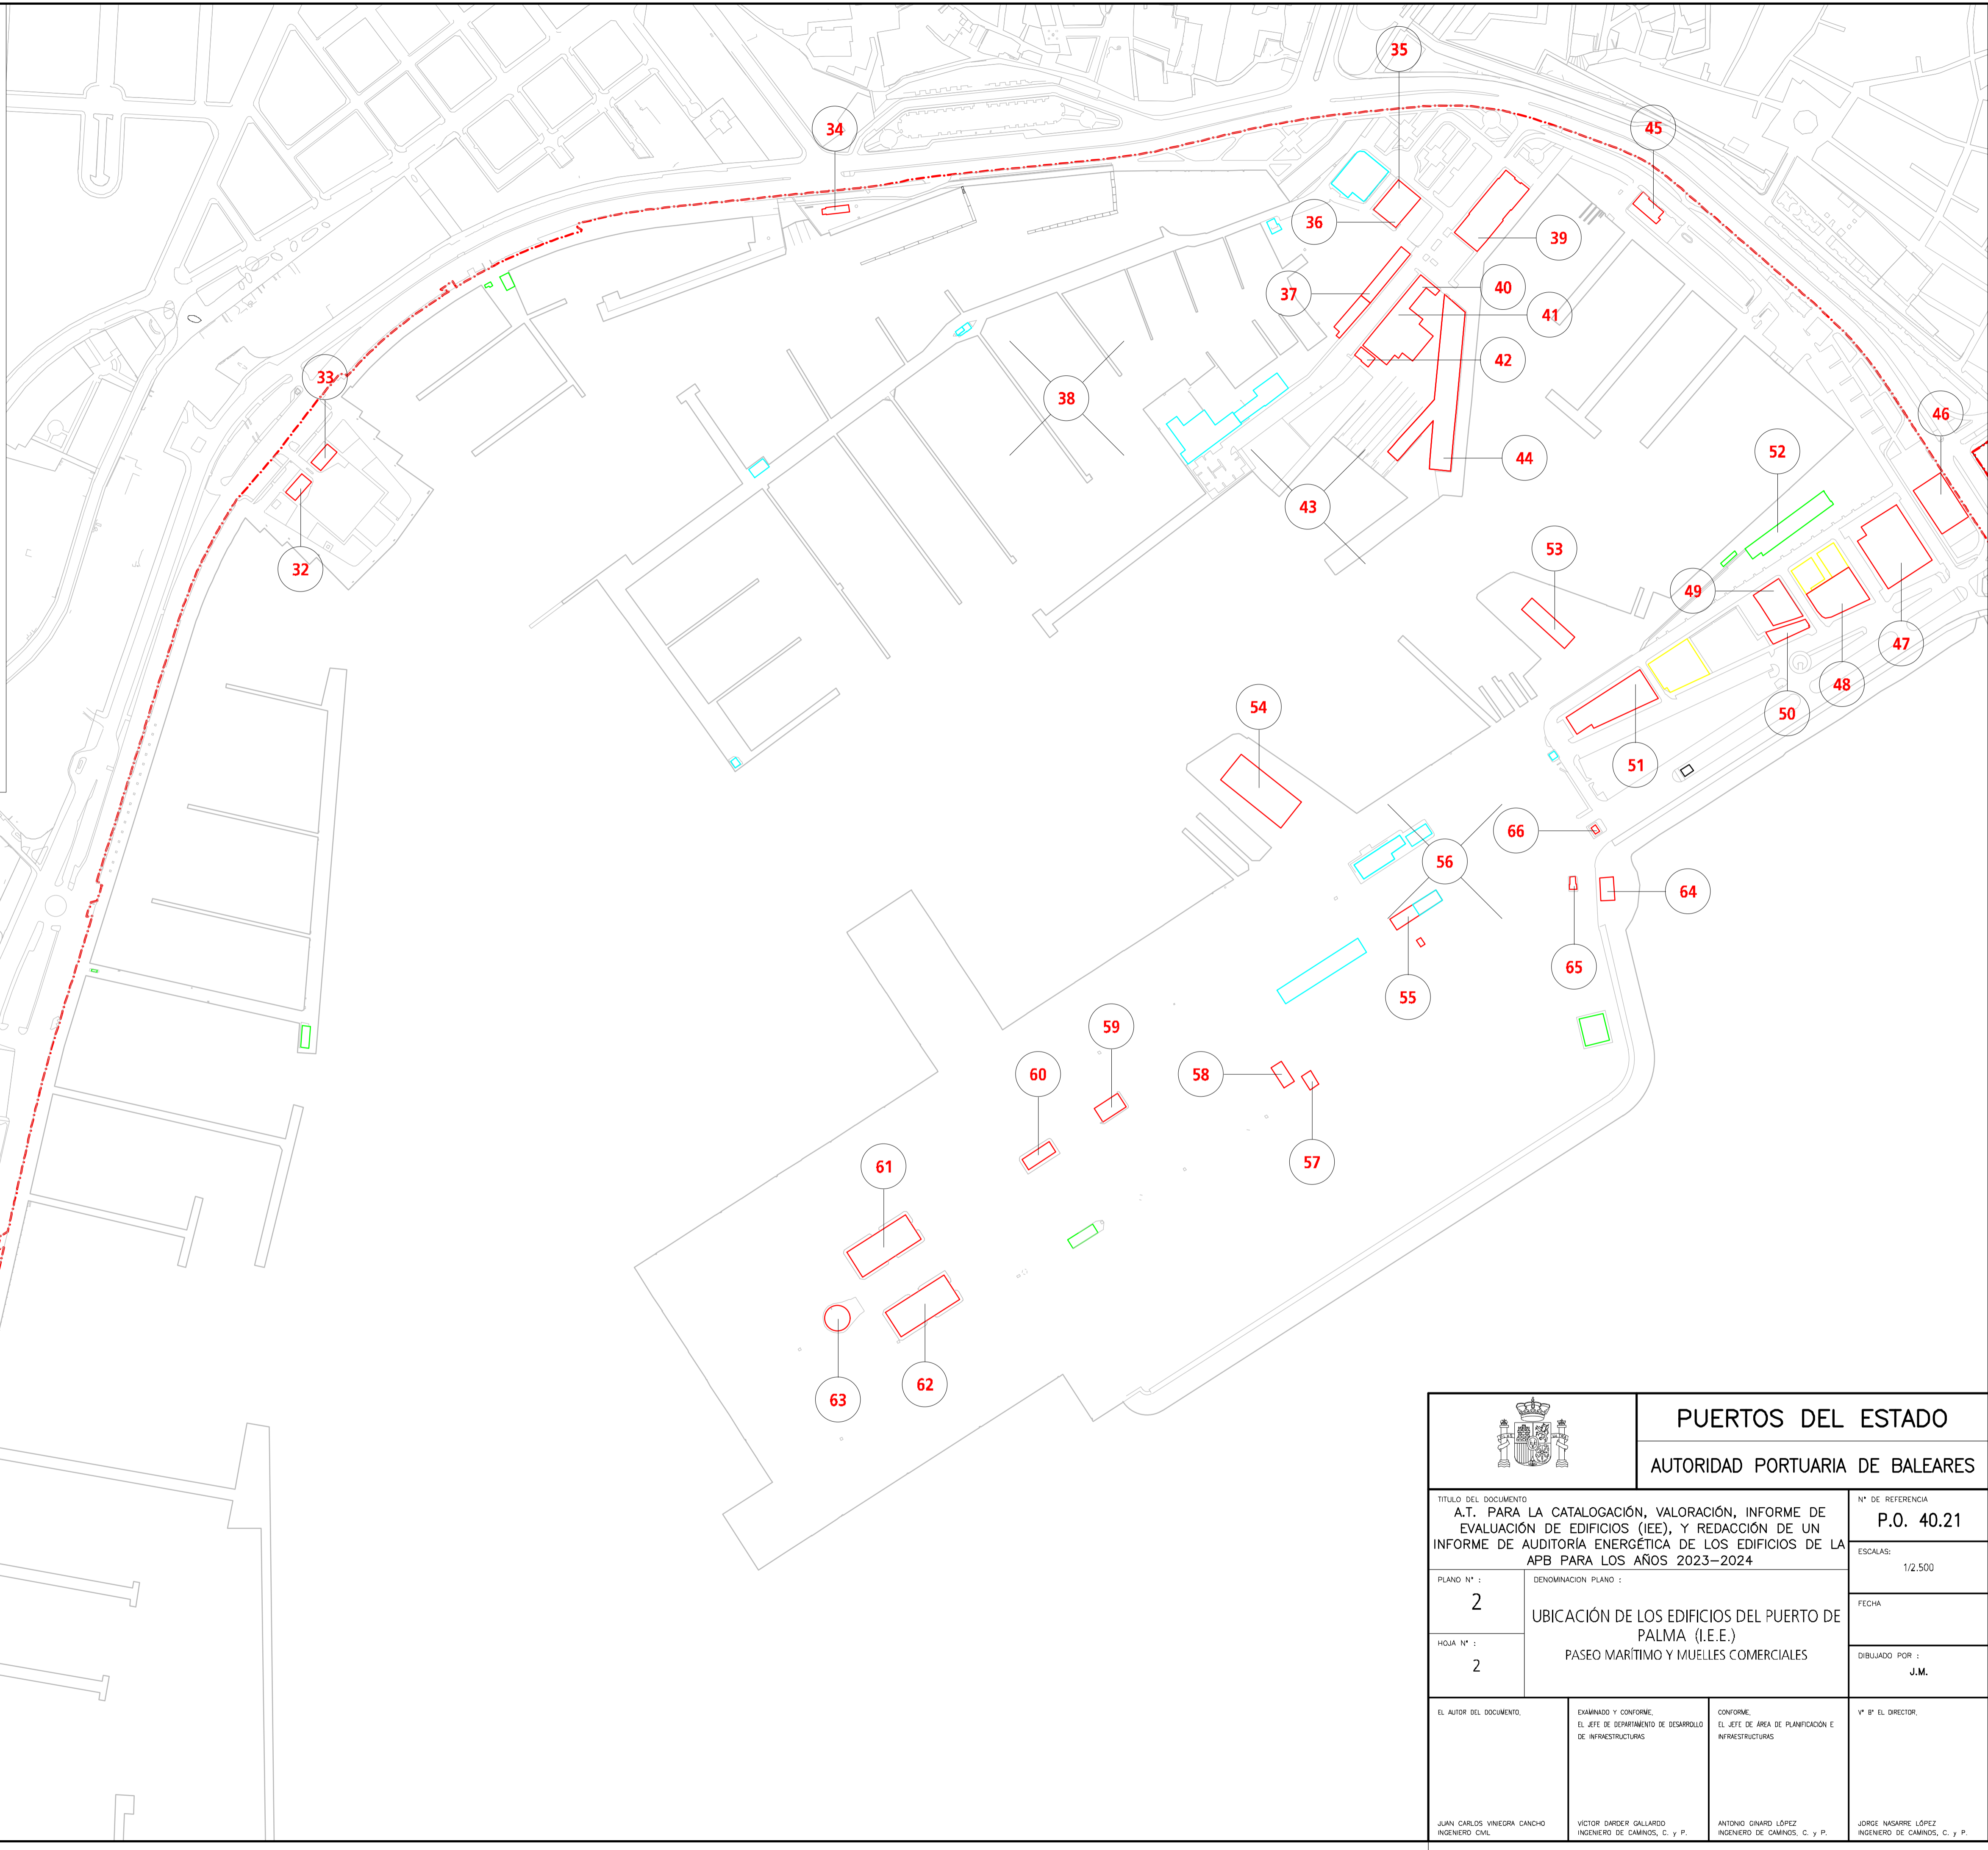 35
34
45
36
39
37
40
41
33
42
38
46
52
44
43
53
32
49
47
48
54
50
51
66
56
64
65
55
59
60
58
57
61
62
63
PUERTOS DEL ESTADO
AUTORIDAD PORTUARIA DE BALEARES
TITULO DEL DOCUMENTO
A.T. PARA LA CATALOGACIÓN, VALORACIÓN, INFORME DE
EVALUACIÓN DE EDIFICIOS (IEE), Y REDACCIÓN DE UN
INFORME DE AUDITORÍA ENERGÉTICA DE LOS EDIFICIOS DE LA
APB PARA LOS AÑOS 2023-2024
Nº DE REFERENCIA
P.O. 40.21
ESCALAS:
1/2.500
PLANO Nº :
2
DENOMINACION PLANO :
UBICACIÓN DE LOS EDIFICIOS DEL PUERTO DE
PALMA (I.E.E.)
PASEO MARÍTIMO Y MUELLES COMERCIALES
FECHA
HOJA Nº :
2
DIBUJADO POR :
J.M.
EL AUTOR DEL DOCUMENTO,
JUAN CARLOS VINIEGRA CANCHO
INGENIERO CIVIL
EXAMINADO Y CONFORME,
EL JEFE DE DEPARTAMENTO DE DESARROLLO
DE INFRAESTRUCTURAS
VÍCTOR DARDER GALLARDO
INGENIERO DE CAMINOS, C. y P.
CONFORME,
EL JEFE DE ÁREA DE PLANIFICACIÓN E
INFRAESTRUCTURAS
ANTONIO GINARD LÓPEZ
INGENIERO DE CAMINOS, C. y P.
Vº Bº EL DIRECTOR,
JORGE NASARRE LÓPEZ
INGENIERO DE CAMINOS, C. y P.